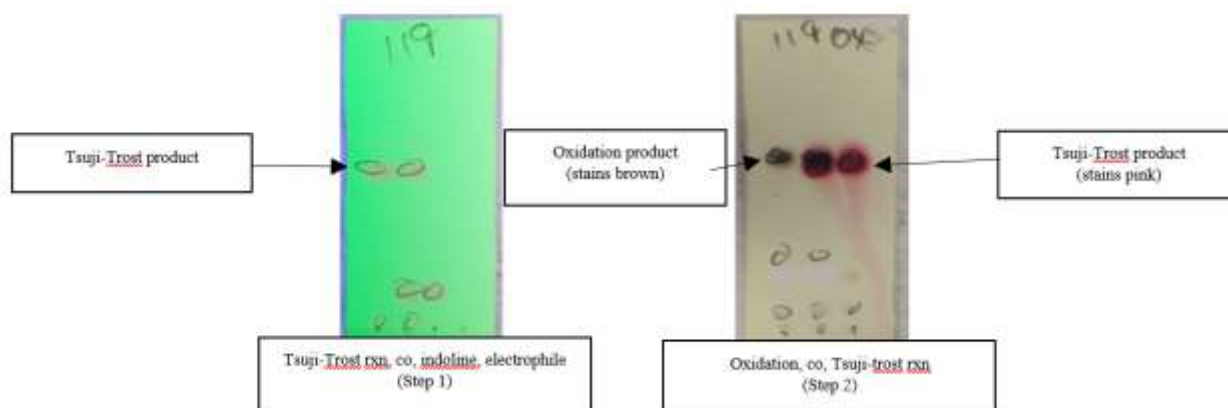 119
119 OXE
Tsuji-Trost product
Oxidation product
(stains brown)
Tsuji-Trost product
(stains pink)
Tsuji-Trost rxn, co, indoline, electrophile
(Step 1)
Oxidation, co, Tsuji-trost rxn
(Step 2)